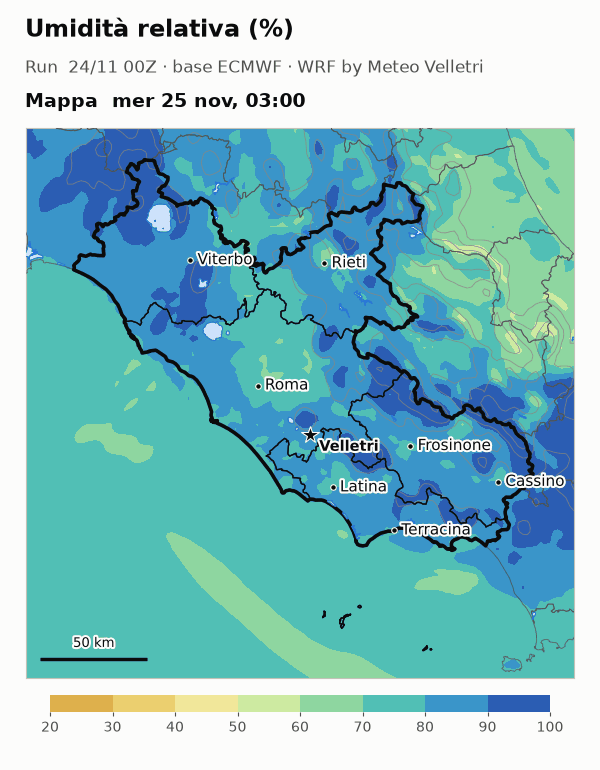 Umidità relativa (%)
Run  24/11 00Z · base ECMWF · WRF by Meteo Velletri
Mappa  mer 25 nov, 03:00
Viterbo
Rieti
Roma
Velletri
Frosinone
Cassino
Latina
Terracina
50 km
20 30 40 50 60 70 80 90 100